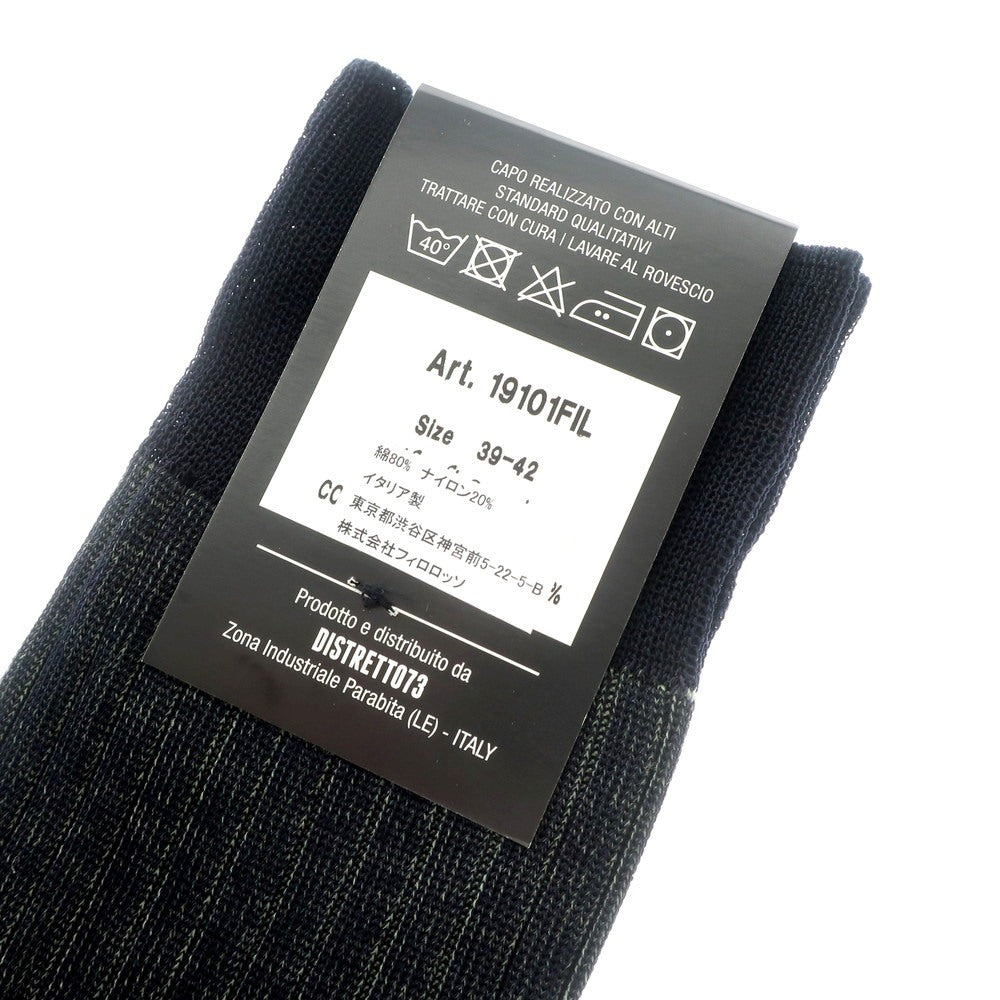 CAPO REALIZZATO CON ALTI
STANDARD QUALITATIVI
TRATTARE CON CURA / LAVARE AL ROVESCIO
40°
Art. 19101FIL
Size 39-42
綿80% ナイロン20%
イタリア製
CC 東京都渋谷区神宮前5-22-5-B %
株式会社フィロロッソ
Prodotto e distribuito da
DISTRETTO73
Zona Industriale Parabita (LE) - ITALY